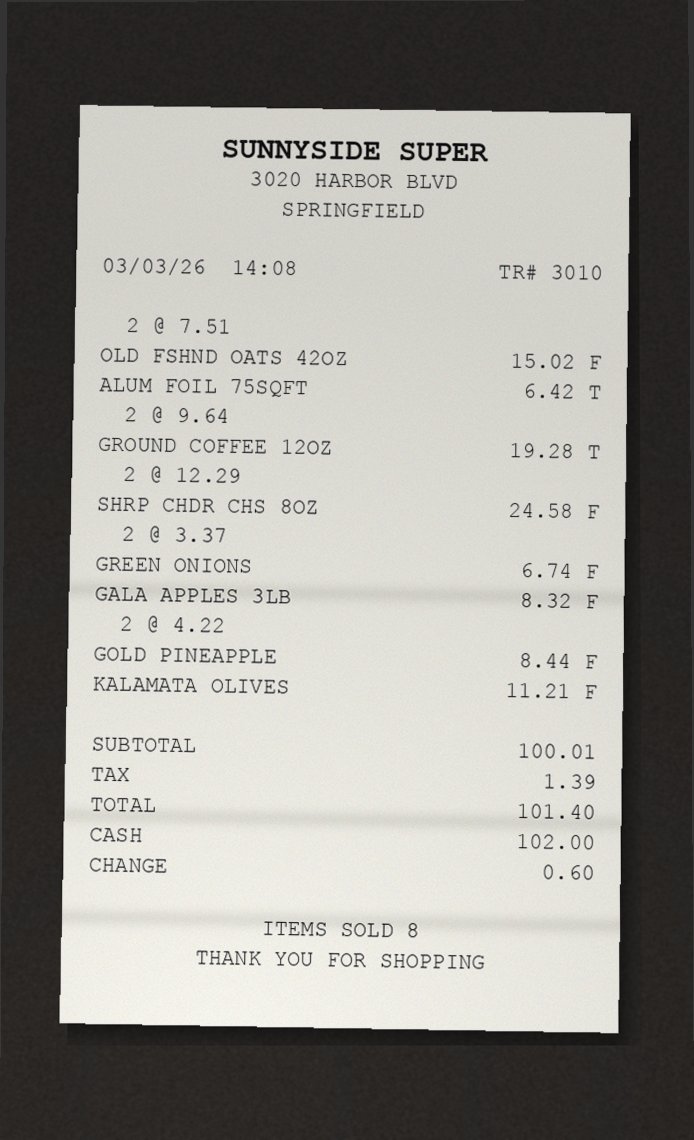 SUNNYSIDE SUPER
3020 HARBOR BLVD
SPRINGFIELD
03/03/26 14:08 TR# 3010
2 @ 7.51
OLD FSHND OATS 42OZ 15.02 F
ALUM FOIL 75SQFT 6.42 T
2 @ 9.64
GROUND COFFEE 12OZ 19.28 T
2 @ 12.29
SHRP CHDR CHS 8OZ 24.58 F
2 @ 3.37
GREEN ONIONS 6.74 F
GALA APPLES 3LB 8.32 F
2 @ 4.22
GOLD PINEAPPLE 8.44 F
KALAMATA OLIVES 11.21 F
SUBTOTAL 100.01
TAX 1.39
TOTAL 101.40
CASH 102.00
CHANGE 0.60
ITEMS SOLD 8
THANK YOU FOR SHOPPING